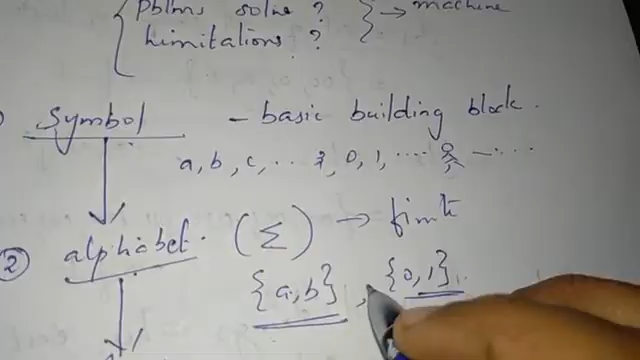 pblms solve ? } → machine
Limitations ?
Symbol - basic building block.
a, b, c, .. z, 0, 1, .... 
② alphabet. (Σ) → finite
{a,b} , {0,1}